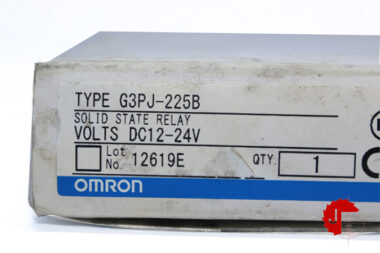 TYPE G3PJ-225B
SOLID STATE RELAY
VOLTS DC12-24V
Lot No. 12619E QTY. 1
OMRON